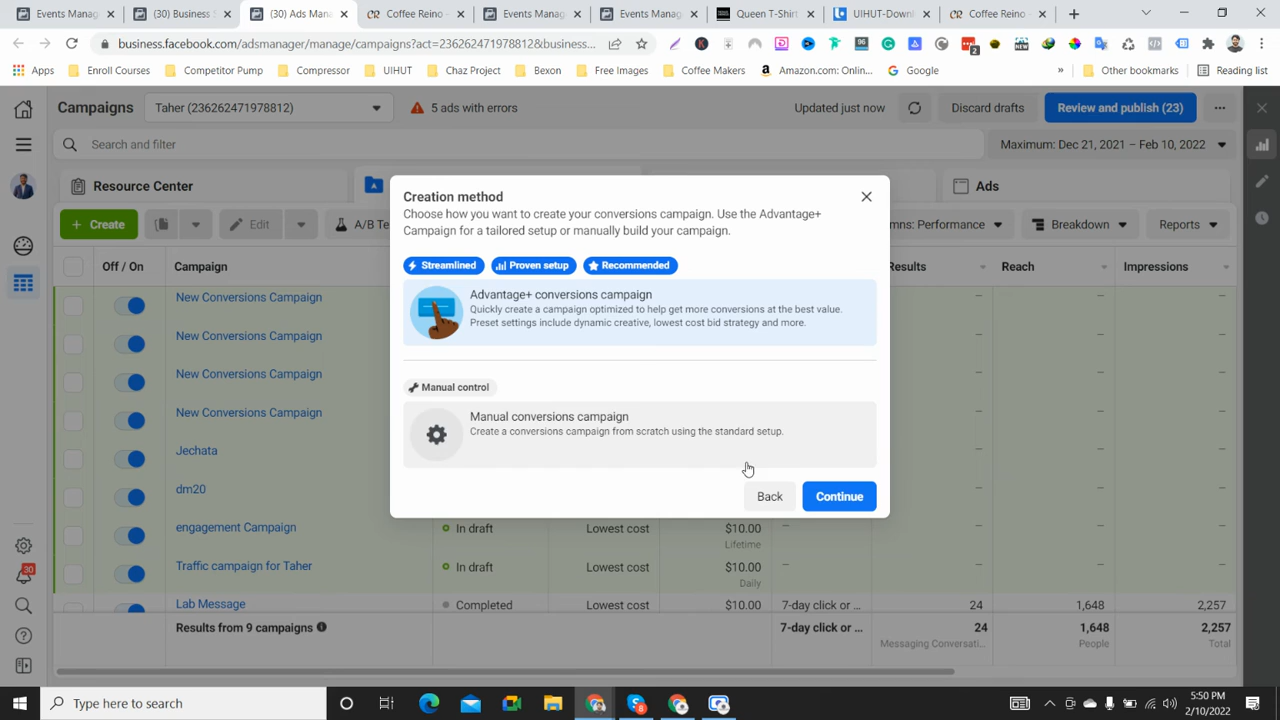 Events Manag
(30) Business S
(30) Ads Mana
Coffee Reino -
Events Manag
Events Manag
Queen T-Shirt
UIHUT-Downl
Coffee Reino -
business.facebook.com/adsmanager/manage/campaigns?act=236262471978812&business...
Apps
Enroll Courses
Competitor Pump
Compressor
UIHUT
Chaz Project
Bexon
Free Images
Coffee Makers
Amazon.com: Onlin...
Google
Other bookmarks
Reading list
Campaigns
Taher (236262471978812)
5 ads with errors
Updated just now
Discard drafts
Review and publish (23)
Search and filter
Maximum: Dec 21, 2021 – Feb 10, 2022
Resource Center
Ads
+ Create
Edit
A/B Te
mns: Performance
Breakdown
Reports
Off / On
Campaign
Results
Reach
Impressions
New Conversions Campaign
New Conversions Campaign
New Conversions Campaign
New Conversions Campaign
Jechata
dm20
engagement Campaign
In draft
Lowest cost
$10.00
Lifetime
Traffic campaign for Taher
In draft
Lowest cost
$10.00
Daily
Lab Message
Completed
Lowest cost
$10.00
7-day click or ...
24
1,648
2,257
Results from 9 campaigns
7-day click or ...
24
1,648
2,257
Messaging Conversati...
People
Total
Creation method
Choose how you want to create your conversions campaign. Use the Advantage+
Campaign for a tailored setup or manually build your campaign.
Streamlined
Proven setup
Recommended
Advantage+ conversions campaign
Quickly create a campaign optimized to help get more conversions at the best value.
Preset settings include dynamic creative, lowest cost bid strategy and more.
Manual control
Manual conversions campaign
Create a conversions campaign from scratch using the standard setup.
Back
Continue
30
Type here to search
5:50 PM
2/10/2022